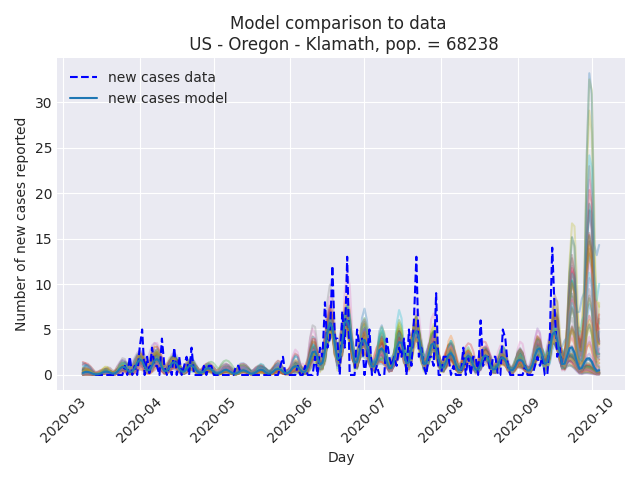 Model comparison to data
US - Oregon - Klamath, pop. = 68238
new cases data
new cases model
Number of new cases reported
30
25
20
15
10
5
0
2020-03
2020-04
2020-05
2020-06
2020-07
2020-08
2020-09
2020-10
Day